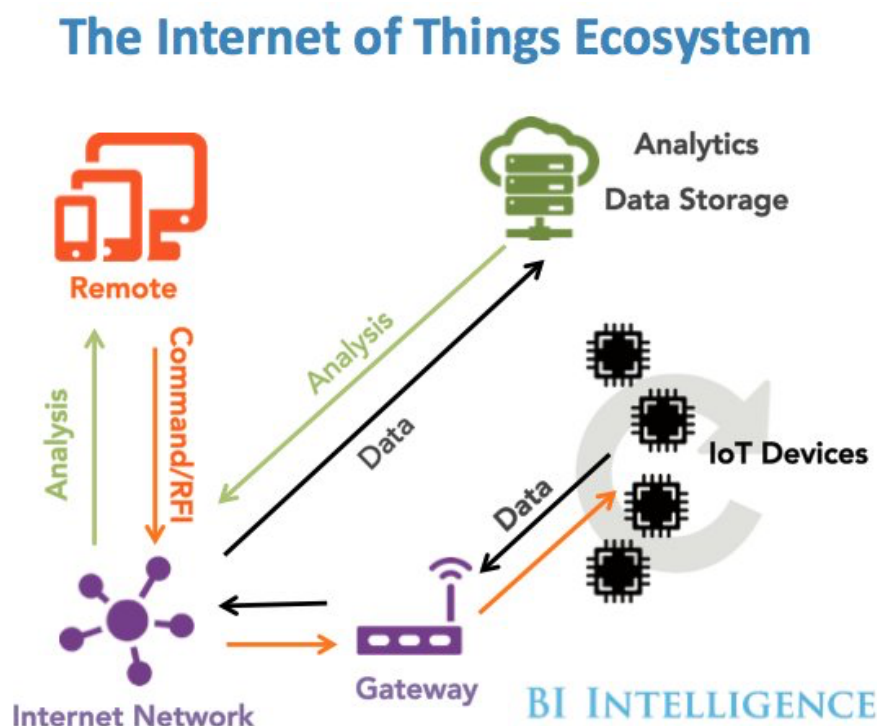 The Internet of Things Ecosystem
Analytics
Data Storage
Remote
Analysis
Command/RFI
Analysis
Data
IoT Devices
Data
Gateway
Internet Network
BI INTELLIGENCE